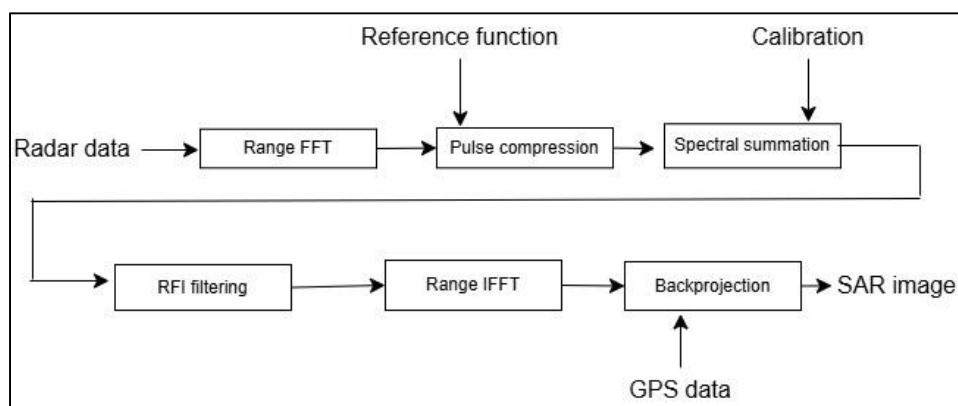 Reference function
Calibration
Radar data
Range FFT
Pulse compression
Spectral summation
RFI filtering
Range IFFT
Backprojection
SAR image
GPS data